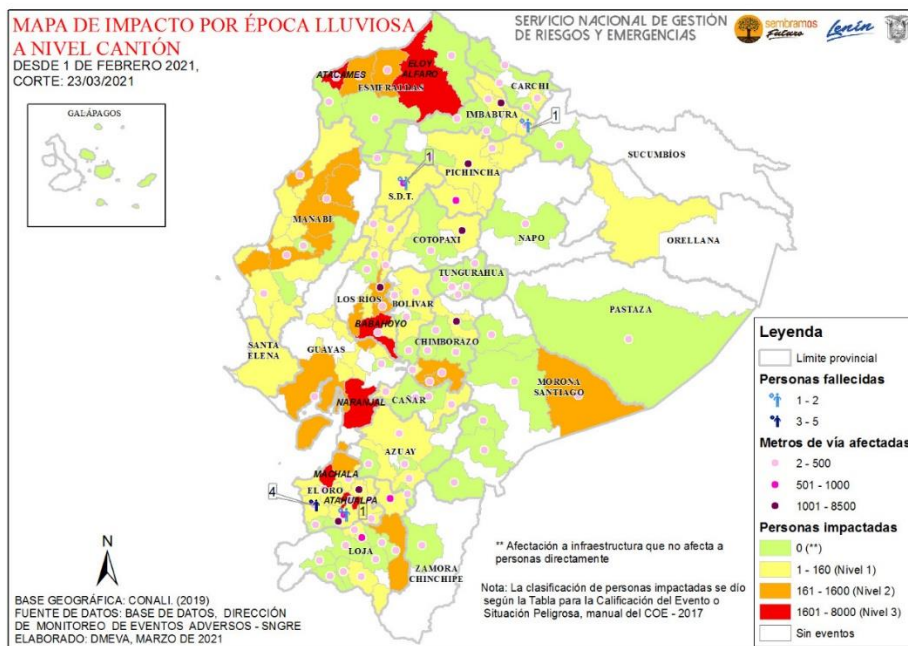 MAPA DE IMPACTO POR ÉPOCA LLUVIOSA
A NIVEL CANTÓN
DESDE 1 DE FEBRERO 2021,
CORTE: 23/03/2021
SERVICIO NACIONAL DE GESTIÓN
DE RIESGOS Y EMERGENCIAS
sembramos
Futuro
Lenín
GALÁPAGOS
ATACAMES
ELOY
ALFARO
ESMERALDAS
CARCHI
IMBABURA
1
SUCUMBÍOS
1
PICHINCHA
S.D.T.
MANABÍ
COTOPAXI
NAPO
ORELLANA
TUNGURAHUA
LOS RÍOS
BOLÍVAR
PASTAZA
BABAHOYO
SANTA
ELENA
GUAYAS
CHIMBORAZO
MORONA
SANTIAGO
NARANJAL
CAÑAR
AZUAY
MACHALA
4
EL ORO
ATAHUALPA
1
LOJA
ZAMORA
CHINCHIPE
Leyenda
Límite provincial
Personas fallecidas
1 - 2
3 - 5
Metros de vía afectadas
2 - 500
501 - 1000
1001 - 8500
Personas impactadas
0 (**)
1 - 160 (Nivel 1)
161 - 1600 (Nivel 2)
1601 - 8000 (Nivel 3)
Sin eventos
** Afectación a infraestructura que no afecta a
personas directamente
Nota: La clasificación de personas impactadas se dío
según la Tabla para la Calificación del Evento o
Situación Peligrosa, manual del COE - 2017
N
BASE GEOGRÁFICA: CONALI. (2019)
FUENTE DE DATOS: BASE DE DATOS, DIRECCIÓN
DE MONITOREO DE EVENTOS ADVERSOS - SNGRE
ELABORADO: DMEVA, MARZO DE 2021